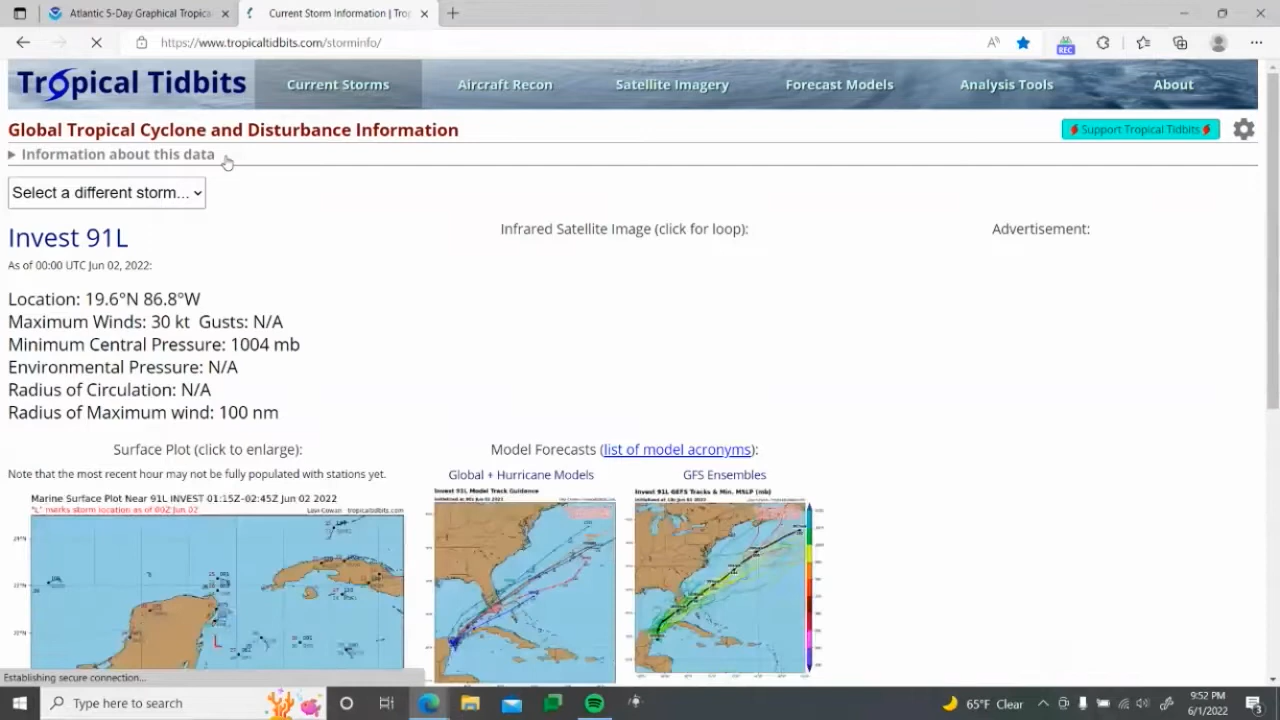 Atlantic 5-Day Graphical Tropica
Current Storm Information | Tro
https://www.tropicaltidbits.com/storminfo/
REC
Tropical Tidbits
Current Storms
Aircraft Recon
Satellite Imagery
Forecast Models
Analysis Tools
About
Global Tropical Cyclone and Disturbance Information
Support Tropical Tidbits
Information about this data
Select a different storm...
Invest 91L
Infrared Satellite Image (click for loop):
Advertisement:
As of 00:00 UTC Jun 02, 2022:
Location: 19.6°N 86.8°W
Maximum Winds: 30 kt Gusts: N/A
Minimum Central Pressure: 1004 mb
Environmental Pressure: N/A
Radius of Circulation: N/A
Radius of Maximum wind: 100 nm
Surface Plot (click to enlarge):
Model Forecasts (list of model acronyms):
Note that the most recent hour may not be fully populated with stations yet.
Global + Hurricane Models
GFS Ensembles
Marine Surface Plot Near 91L INVEST 01:15Z-02:45Z Jun 02 2022
"L" marks storm location as of 00Z Jun 02
Levi Cowan tropicaltidbits.com
Invest 91L Model Track Guidance
Invest 91L GEFS Tracks & Min. MSLP (mb)
L
Establishing secure connection...
Type here to search
65°F Clear
9:52 PM
6/1/2022
3